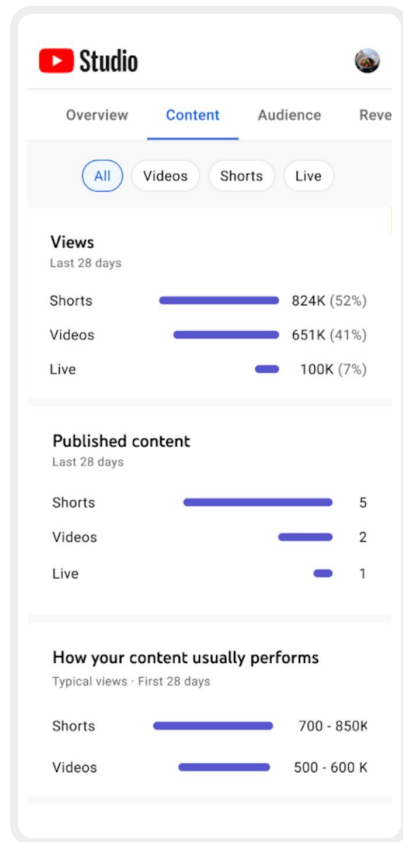 Studio
Overview Content Audience Reve
All Videos Shorts Live
Views
Last 28 days
Shorts 824K (52%)
Videos 651K (41%)
Live 100K (7%)
Published content
Last 28 days
Shorts 5
Videos 2
Live 1
How your content usually performs
Typical views · First 28 days
Shorts 700 - 850K
Videos 500 - 600 K